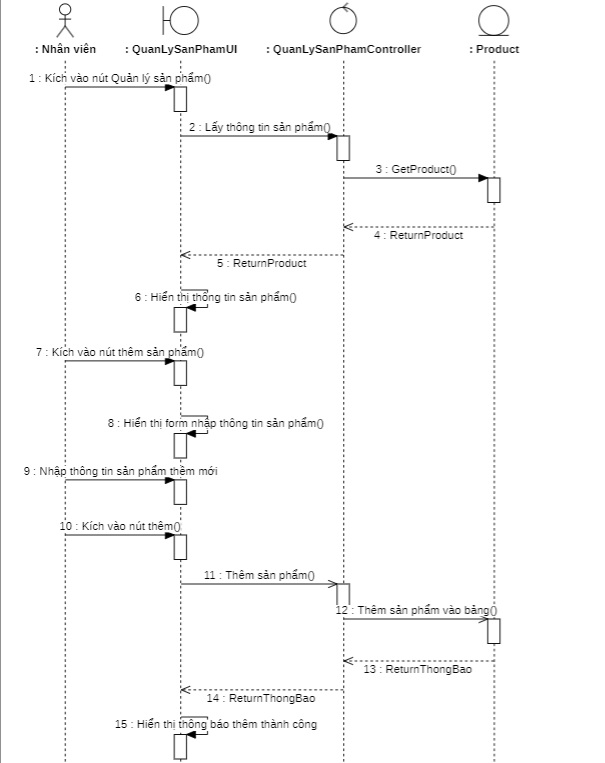 : Nhân viên
: QuanLySanPhamUI
: QuanLySanPhamController
: Product
1 : Kích vào nút Quản lý sản phẩm()
2 : Lấy thông tin sản phẩm()
3 : GetProduct()
4 : ReturnProduct
5 : ReturnProduct
6 : Hiển thị thông tin sản phẩm()
7 : Kích vào nút thêm sản phẩm()
8 : Hiển thị form nhập thông tin sản phẩm()
9 : Nhập thông tin sản phẩm thêm mới
10 : Kích vào nút thêm()
11 : Thêm sản phẩm()
12 : Thêm sản phẩm vào bảng()
13 : ReturnThongBao
14 : ReturnThongBao
15 : Hiển thị thông báo thêm thành công